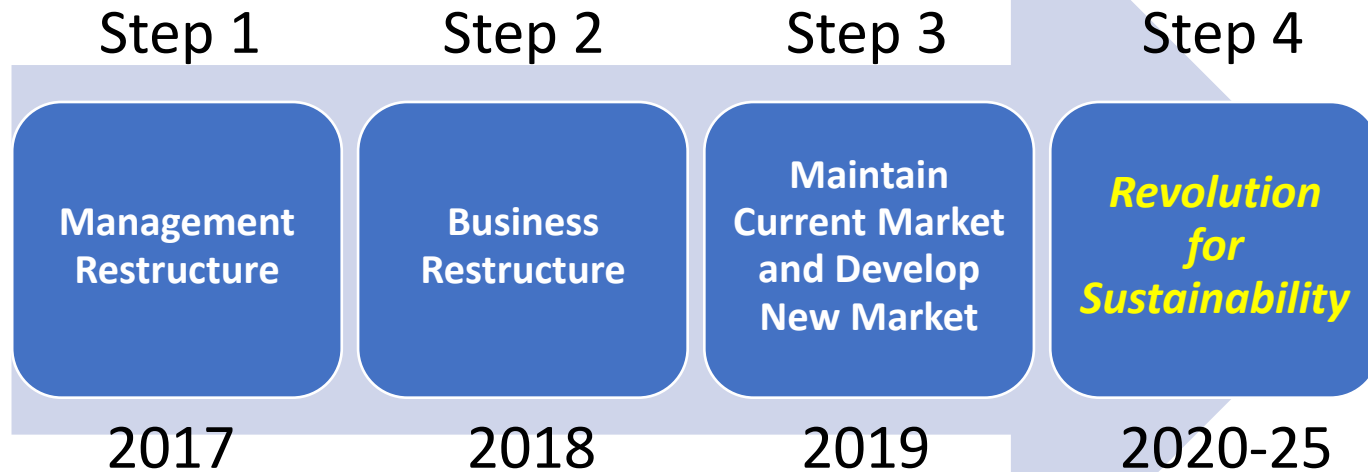 Step 1
Step 2
Step 3
Step 4
Management
Restructure
Business
Restructure
Maintain
Current Market
and Develop
New Market
Revolution
for
Sustainability
2017
2018
2019
2020-25